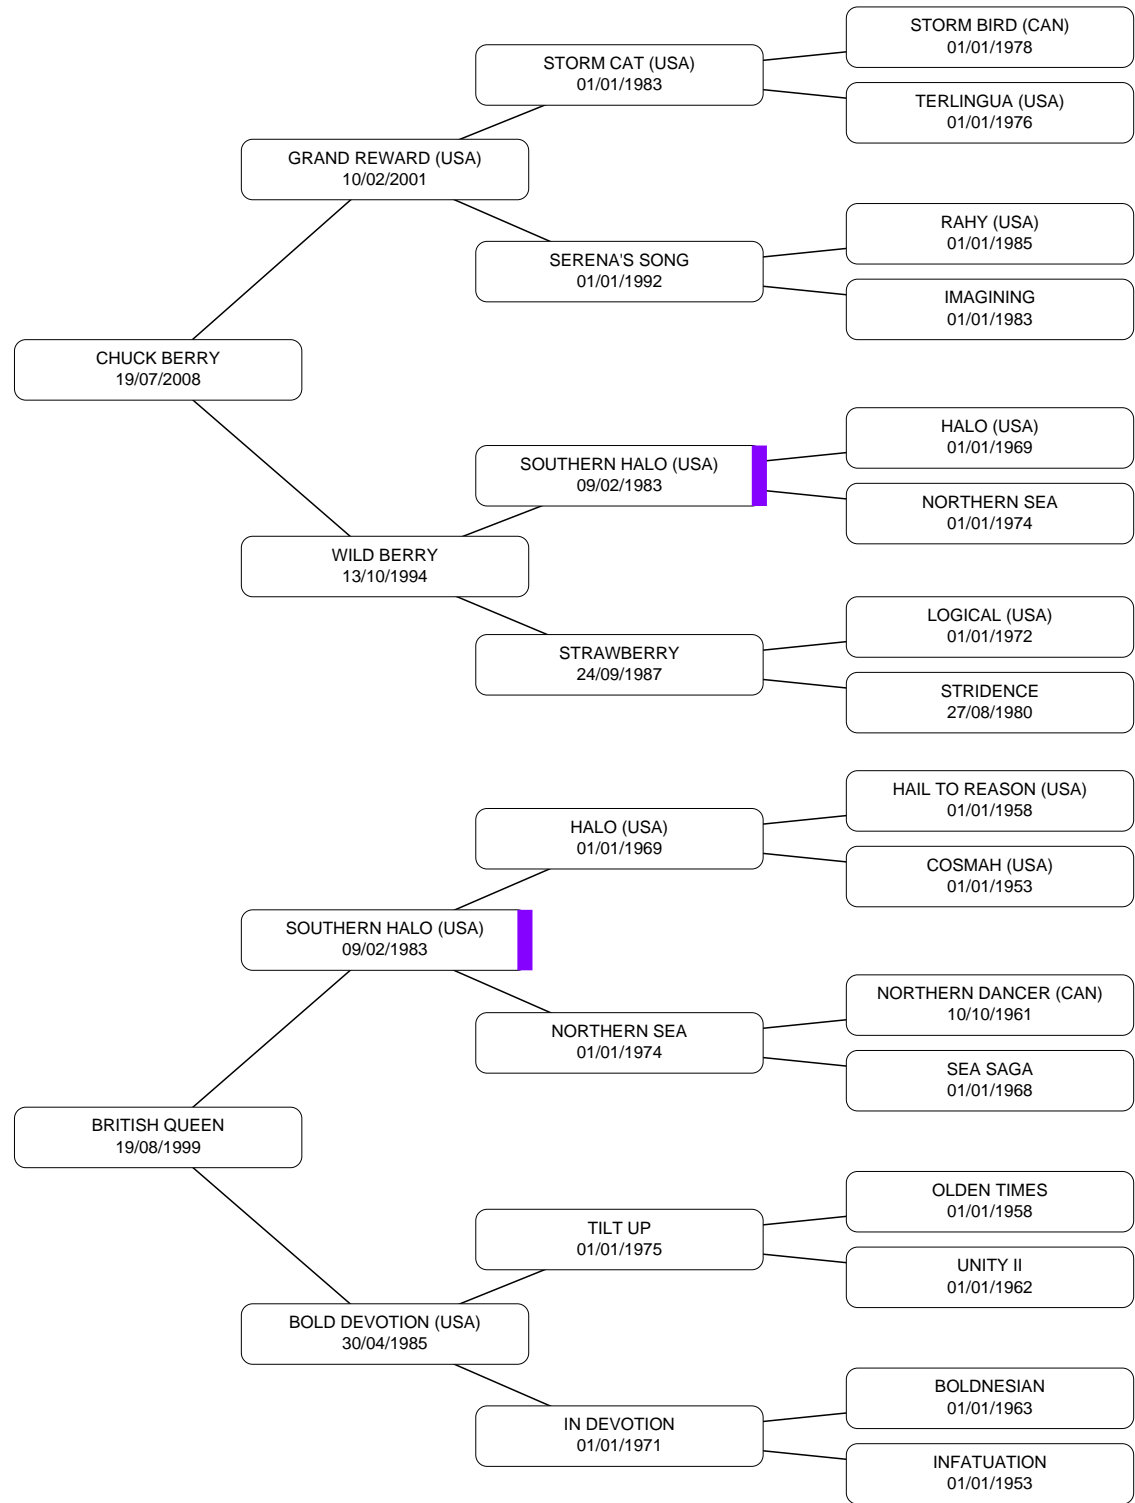 STORM BIRD (CAN)
01/01/1978
STORM CAT (USA)
01/01/1983
TERLINGUA (USA)
01/01/1976
GRAND REWARD (USA)
10/02/2001
RAHY (USA)
01/01/1985
SERENA'S SONG
01/01/1992
IMAGINING
01/01/1983
CHUCK BERRY
19/07/2008
HALO (USA)
01/01/1969
SOUTHERN HALO (USA)
09/02/1983
NORTHERN SEA
01/01/1974
WILD BERRY
13/10/1994
LOGICAL (USA)
01/01/1972
STRAWBERRY
24/09/1987
STRIDENCE
27/08/1980
HAIL TO REASON (USA)
01/01/1958
HALO (USA)
01/01/1969
COSMAH (USA)
01/01/1953
SOUTHERN HALO (USA)
09/02/1983
NORTHERN DANCER (CAN)
10/10/1961
NORTHERN SEA
01/01/1974
SEA SAGA
01/01/1968
BRITISH QUEEN
19/08/1999
OLDEN TIMES
01/01/1958
TILT UP
01/01/1975
UNITY II
01/01/1962
BOLD DEVOTION (USA)
30/04/1985
BOLDNESIAN
01/01/1963
IN DEVOTION
01/01/1971
INFATUATION
01/01/1953